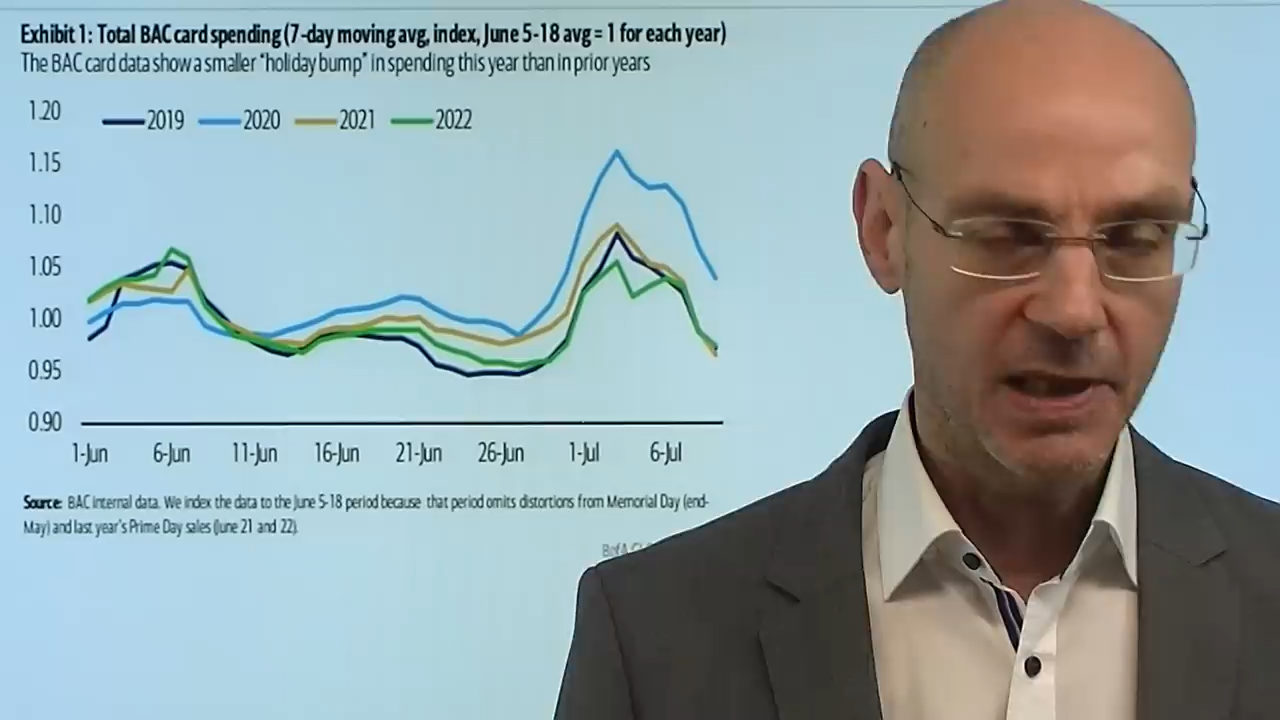 Exhibit 1: Total BAC card spending (7-day moving avg, index, June 5-18 avg = 1 for each year)
The BAC card data show a smaller "holiday bump" in spending this year than in prior years
1.20
2019 2020 2021 2022
1.15
1.10
1.05
1.00
0.95
0.90
1-Jun 6-Jun 11-Jun 16-Jun 21-Jun 26-Jun 1-Jul 6-Jul
Source: BAC internal data. We index the data to the June 5-18 period because that period omits distortions from Memorial Day (end-
May) and last year's Prime Day sales (June 21 and 22).